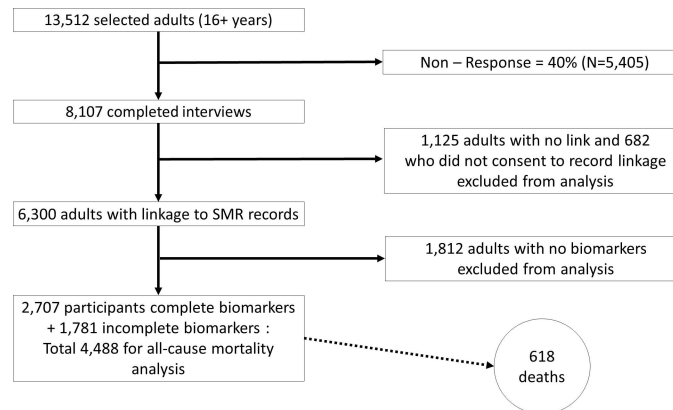 13,512 selected adults (16+ years)
Non – Response = 40% (N=5,405)
8,107 completed interviews
1,125 adults with no link and 682
who did not consent to record linkage
excluded from analysis
6,300 adults with linkage to SMR records
1,812 adults with no biomarkers
excluded from analysis
2,707 participants complete biomarkers
+ 1,781 incomplete biomarkers :
Total 4,488 for all-cause mortality
analysis
618
deaths